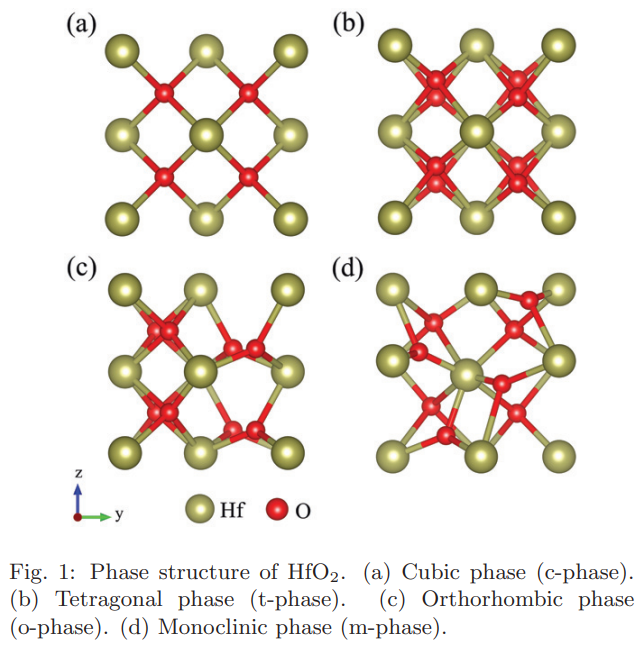 (a)
(b)
(c)
(d)
z
y
Hf
O
Fig. 1: Phase structure of HfO₂. (a) Cubic phase (c-phase).
(b) Tetragonal phase (t-phase). (c) Orthorhombic phase
(o-phase). (d) Monoclinic phase (m-phase).